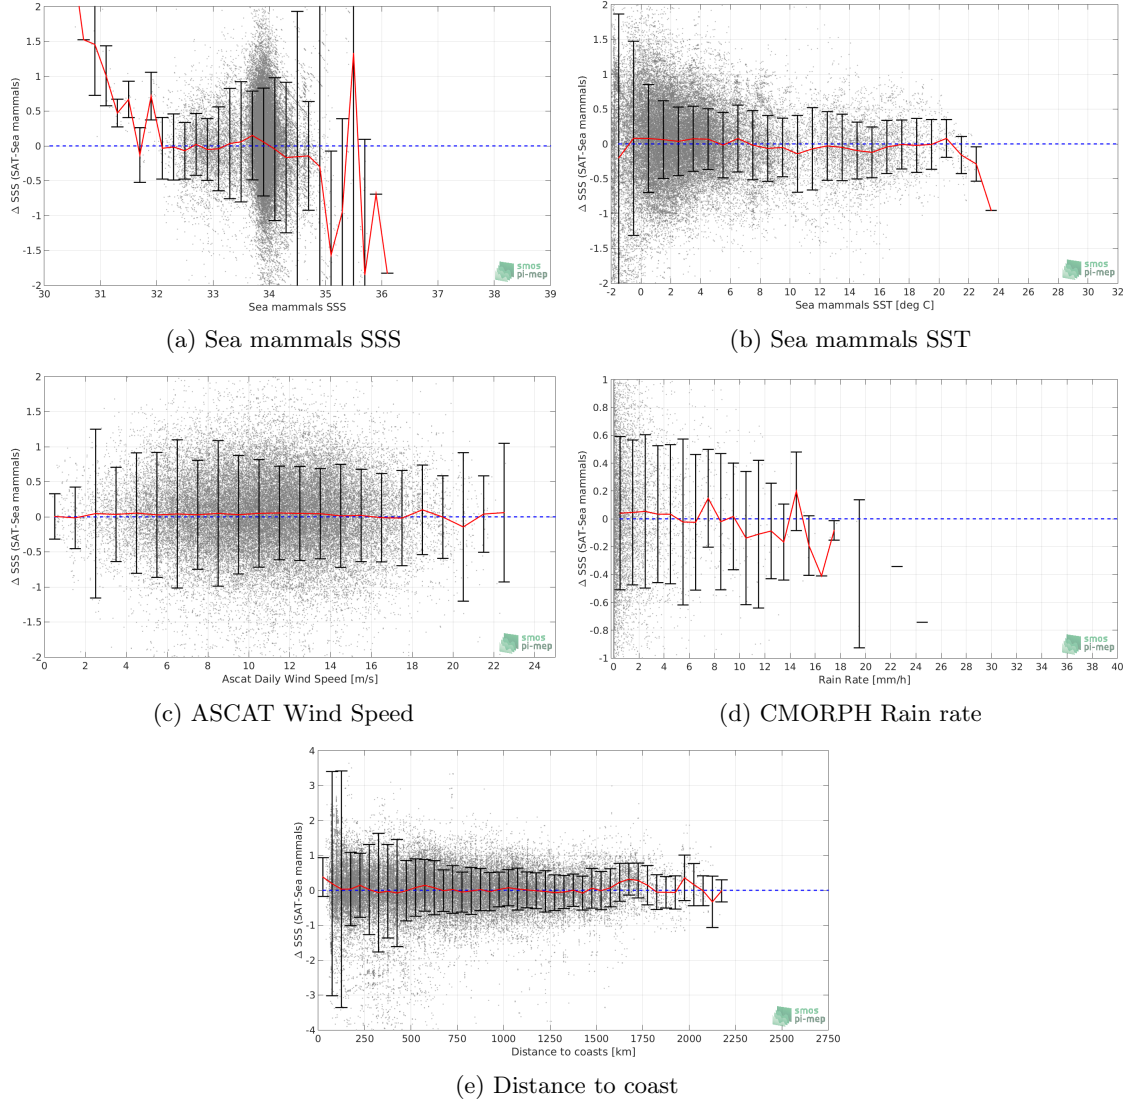 2
1.5
1
0.5
0
-0.5
-1
-1.5
-2
Δ SSS (SAT-Sea mammals)
30 31 32 33 34 35 36 37 38 39
Sea mammals SSS
smos
pi-mep
(a) Sea mammals SSS
2
1.5
1
0.5
0
-0.5
-1
-1.5
-2
Δ SSS (SAT-Sea mammals)
-2 0 2 4 6 8 10 12 14 16 18 20 22 24 26 28 30 32
Sea mammals SST [deg C]
smos
pi-mep
(b) Sea mammals SST
2
1.5
1
0.5
0
-0.5
-1
-1.5
-2
Δ SSS (SAT-Sea mammals)
0 2 4 6 8 10 12 14 16 18 20 22 24
Ascat Daily Wind Speed [m/s]
smos
pi-mep
(c) ASCAT Wind Speed
1
0.8
0.6
0.4
0.2
0
-0.2
-0.4
-0.6
-0.8
-1
Δ SSS (SAT-Sea mammals)
0 2 4 6 8 10 12 14 16 18 20 22 24 26 28 30 32 34 36 38 40
Rain Rate [mm/h]
smos
pi-mep
(d) CMORPH Rain rate
4
3
2
1
0
-1
-2
-3
-4
Δ SSS (SAT-Sea mammals)
0 250 500 750 1000 1250 1500 1750 2000 2250 2500 2750
Distance to coasts [km]
smos
pi-mep
(e) Distance to coast